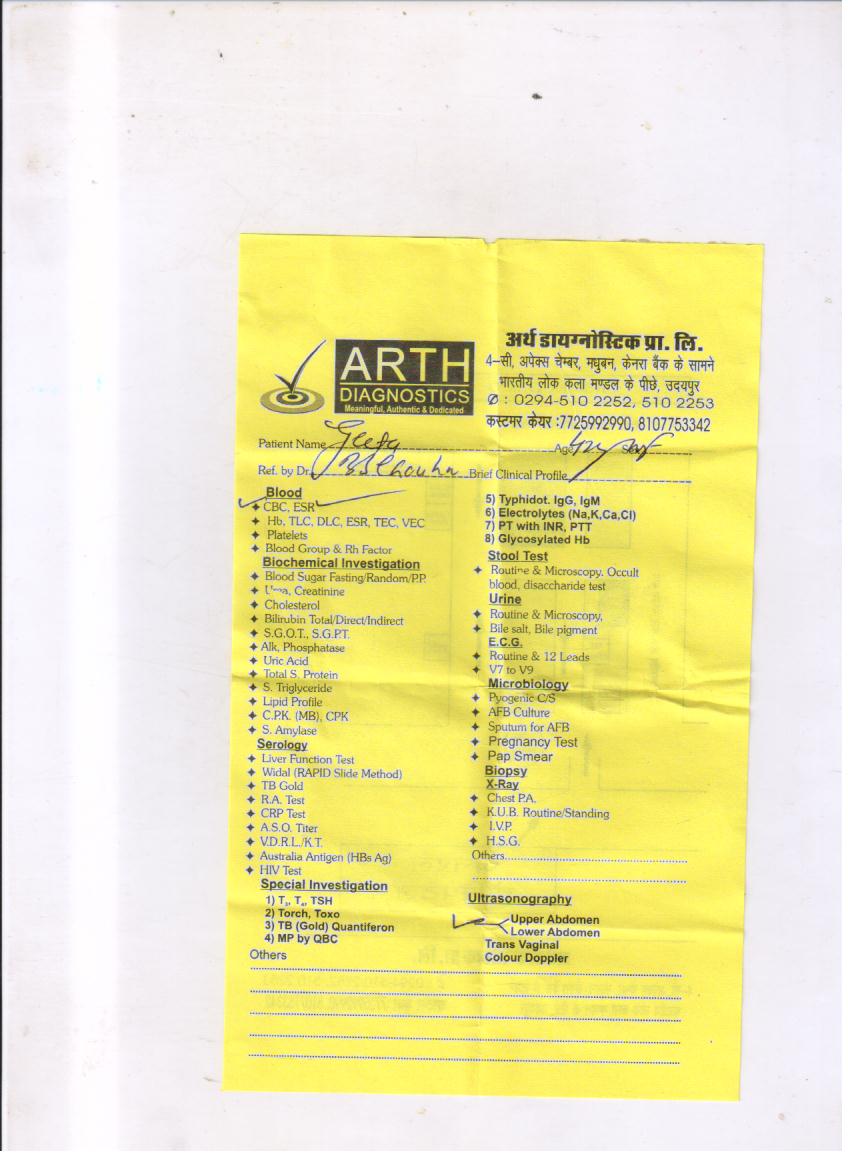 ARTH
DIAGNOSTICS
Meaningful, Authentic & Dedicated
अर्थ डायग्नोस्टिक प्रा. लि.
4–सी, अपेक्स चेम्बर, मधुबन, केनरा बैंक के सामने
भारतीय लोक कला मण्डल के पीछे, उदयपुर
✆ : 0294-510 2252, 510 2253
कस्टमर केयर :7725992990, 8107753342
Patient Name Geeta Age
Ref. by Dr. Brief Clinical Profile
Blood
✦ CBC, ESR
✦ Hb, TLC, DLC, ESR, TEC, VEC
✦ Platelets
✦ Blood Group & Rh Factor
Biochemical Investigation
✦ Blood Sugar Fasting/Random/P.P.
✦ Urea, Creatinine
✦ Cholesterol
✦ Bilirubin Total/Direct/Indirect
✦ S.G.O.T., S.G.P.T.
✦ Alk, Phosphatase
✦ Uric Acid
✦ Total S. Protein
✦ S. Triglyceride
✦ Lipid Profile
✦ C.P.K. (MB), CPK
✦ S. Amylase
Serology
✦ Liver Function Test
✦ Widal (RAPID Slide Method)
✦ TB Gold
✦ R.A. Test
✦ CRP Test
✦ A.S.O. Titer
✦ V.D.R.L./K.T.
✦ Australia Antigen (HBs Ag)
✦ HIV Test
Special Investigation
1) T₃, T₄, TSH
2) Torch, Toxo
3) TB (Gold) Quantiferon
4) MP by QBC
Others
5) Typhidot. IgG, IgM
6) Electrolytes (Na,K,Ca,Cl)
7) PT with INR, PTT
8) Glycosylated Hb
Stool Test
✦ Routine & Microscopy. Occult
blood, disaccharide test
Urine
✦ Routine & Microscopy,
✦ Bile salt, Bile pigment
E.C.G.
✦ Routine & 12 Leads
✦ V7 to V9
Microbiology
✦ Pyogenic C/S
✦ AFB Culture
✦ Sputum for AFB
✦ Pregnancy Test
✦ Pap Smear
Biopsy
X-Ray
✦ Chest P.A.
✦ K.U.B. Routine/Standing
✦ I.V.P.
✦ H.S.G.
Others
Ultrasonography
Upper Abdomen
Lower Abdomen
Trans Vaginal
Colour Doppler